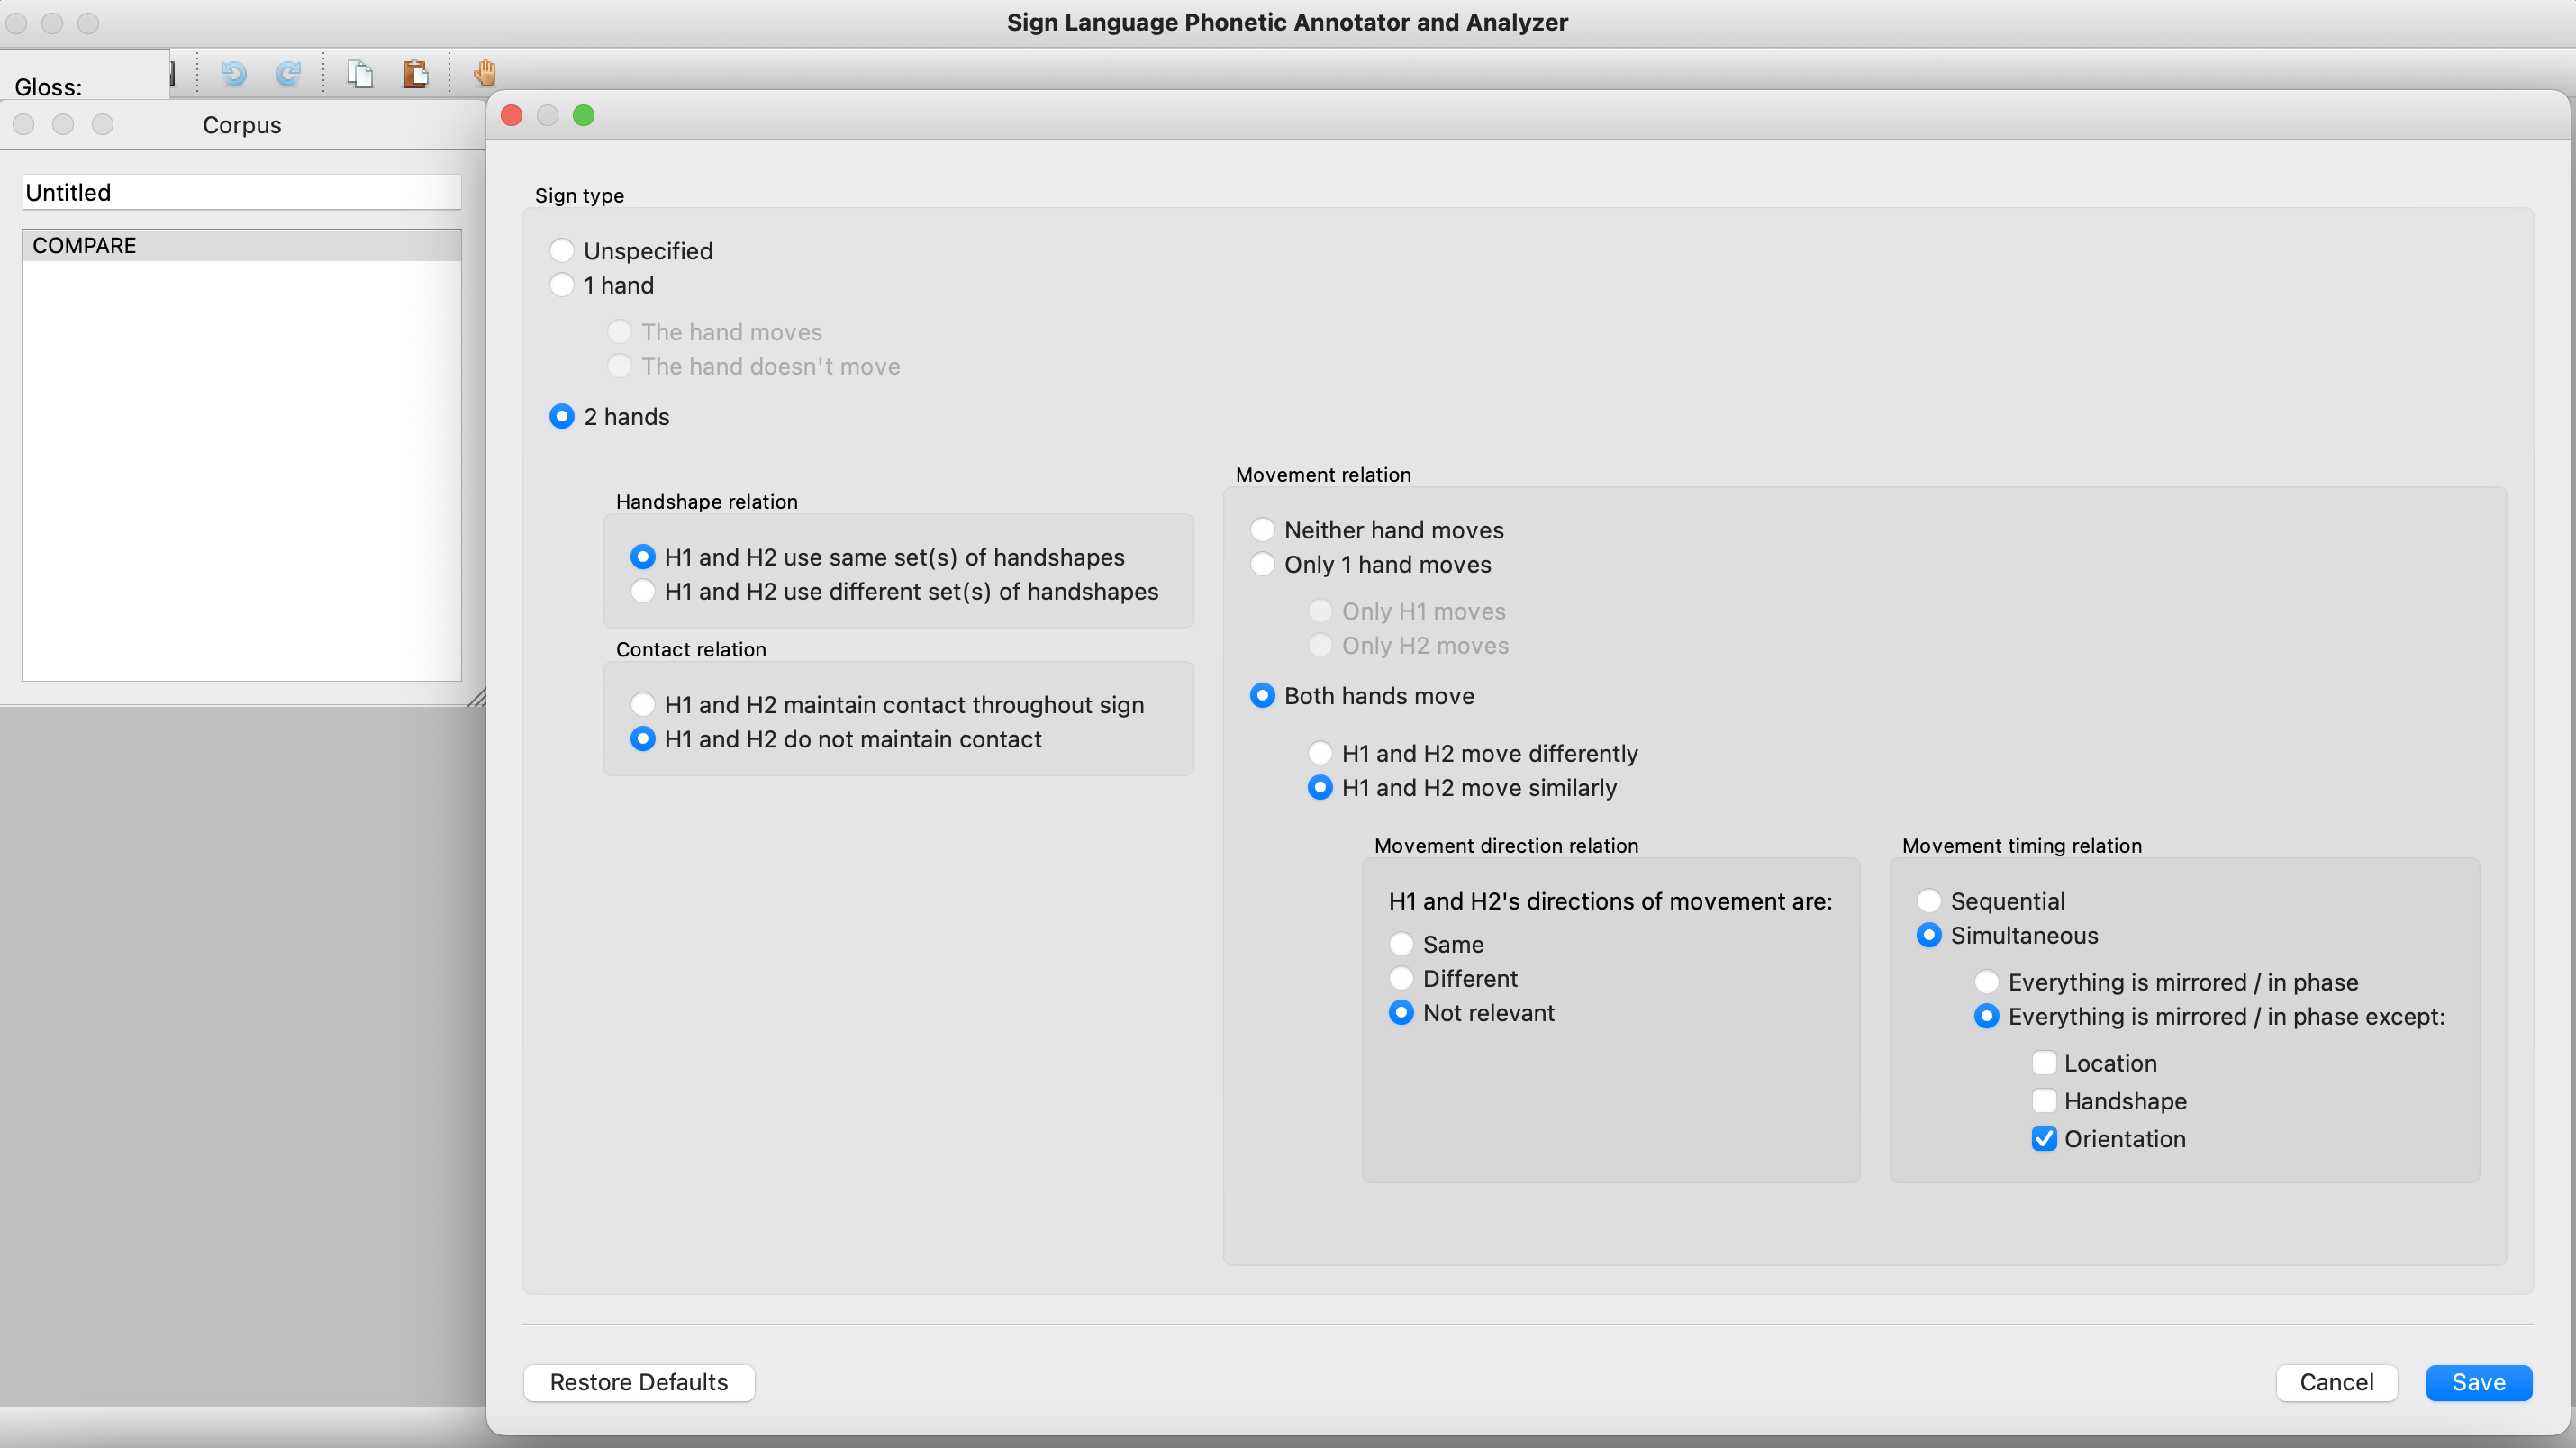 Sign Language Phonetic Annotator and Analyzer
Gloss:
Corpus
Untitled
COMPARE
Sign type
Unspecified
1 hand
The hand moves
The hand doesn't move
2 hands
Handshape relation
H1 and H2 use same set(s) of handshapes
H1 and H2 use different set(s) of handshapes
Contact relation
H1 and H2 maintain contact throughout sign
H1 and H2 do not maintain contact
Movement relation
Neither hand moves
Only 1 hand moves
Only H1 moves
Only H2 moves
Both hands move
H1 and H2 move differently
H1 and H2 move similarly
Movement direction relation
H1 and H2's directions of movement are:
Same
Different
Not relevant
Movement timing relation
Sequential
Simultaneous
Everything is mirrored / in phase
Everything is mirrored / in phase except:
Location
Handshape
Orientation
Restore Defaults
Cancel
Save